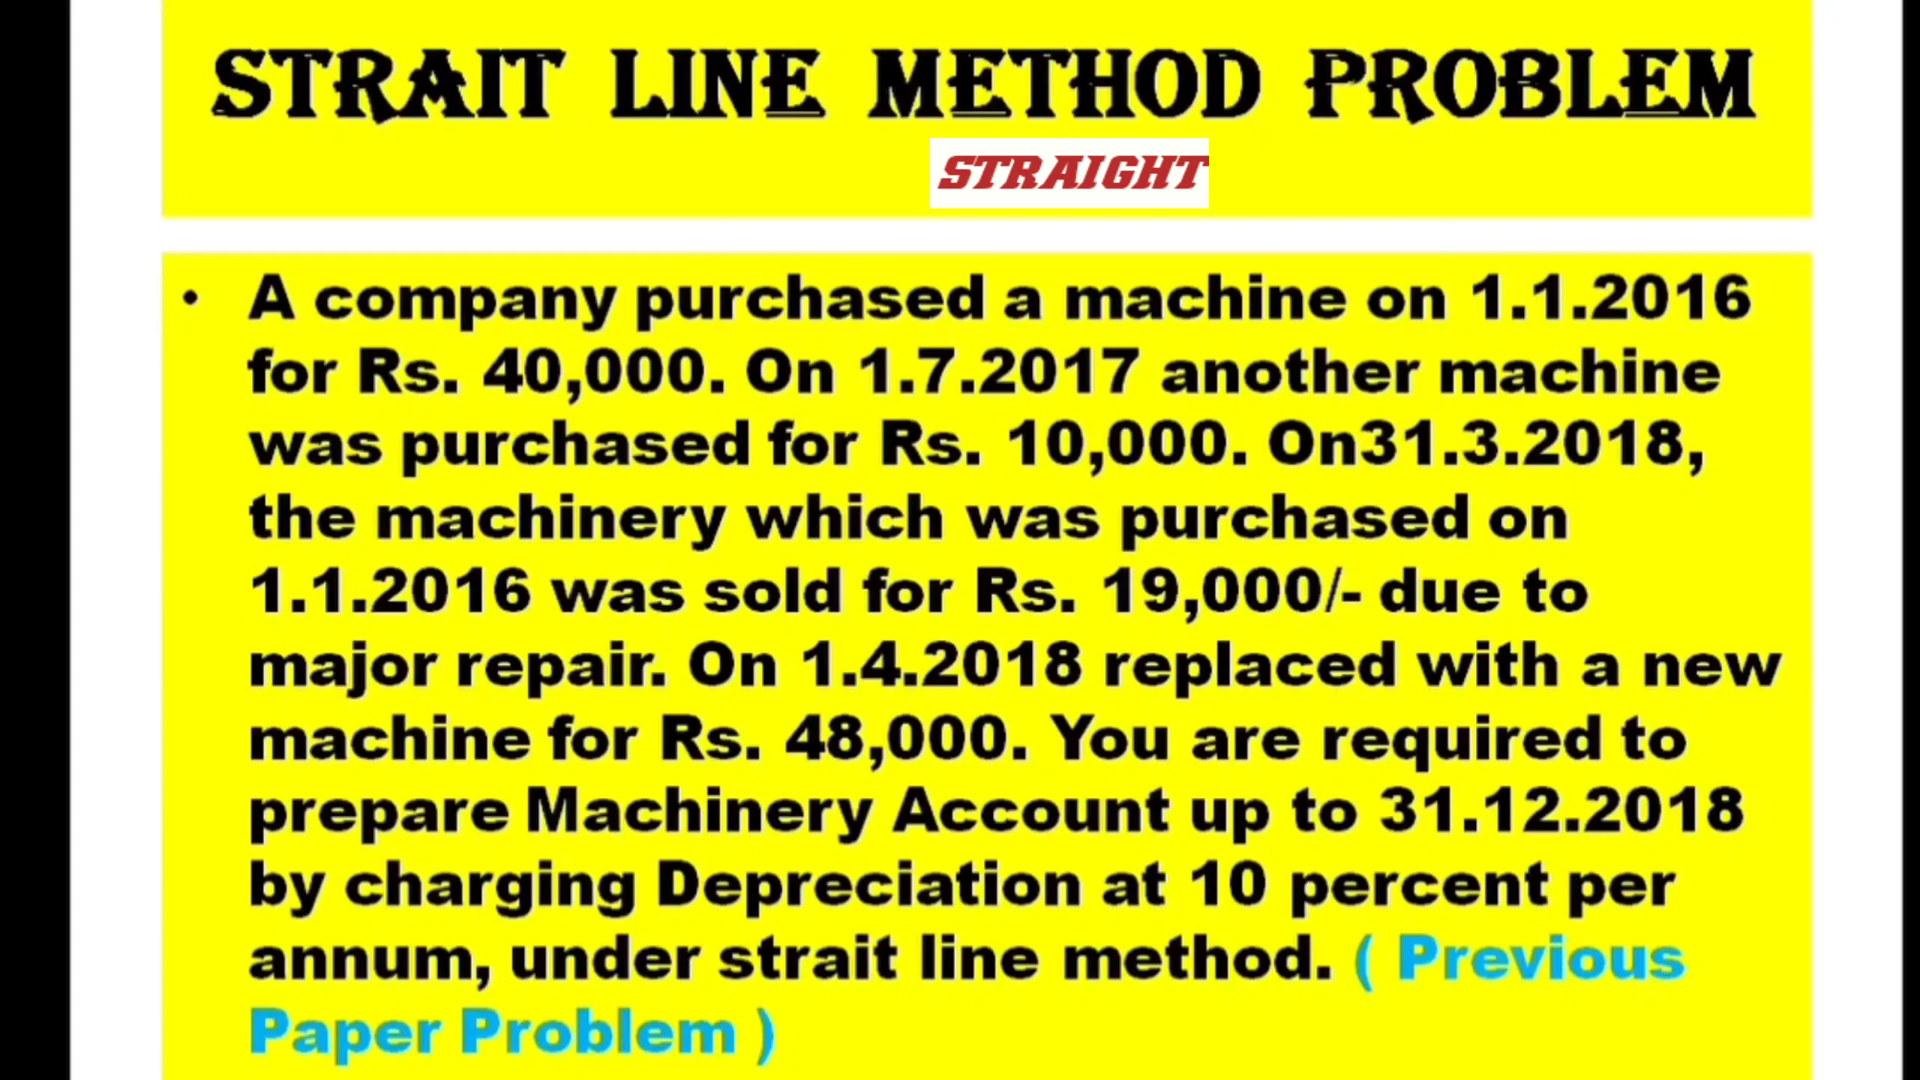 STRAIT LINE METHOD PROBLEM
STRAIGHT
• A company purchased a machine on 1.1.2016
for Rs. 40,000. On 1.7.2017 another machine
was purchased for Rs. 10,000. On31.3.2018,
the machinery which was purchased on
1.1.2016 was sold for Rs. 19,000/- due to
major repair. On 1.4.2018 replaced with a new
machine for Rs. 48,000. You are required to
prepare Machinery Account up to 31.12.2018
by charging Depreciation at 10 percent per
annum, under strait line method. ( Previous
Paper Problem )